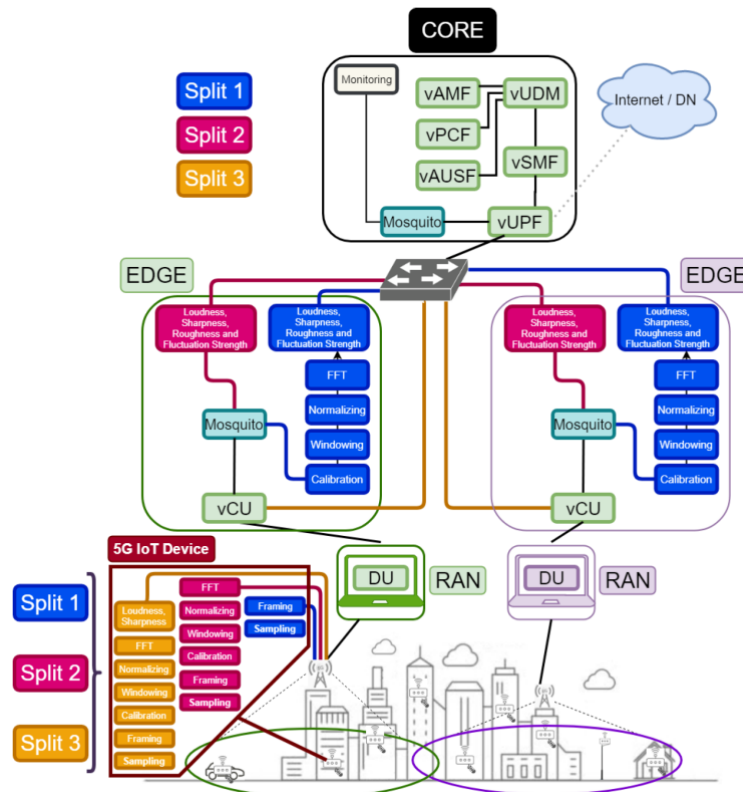 CORE
Monitoring
Split 1
Split 2
Split 3
vAMF
vUDM
vPCF
vAUSF
vSMF
Mosquito
vUPF
Internet / DN
EDGE
Loudness,
Sharpness,
Roughness and
Fluctuation Strength
Loudness,
Sharpness,
Roughness and
Fluctuation Strength
FFT
Normalizing
Mosquito
Windowing
Calibration
vCU
EDGE
Loudness,
Sharpness,
Roughness and
Fluctuation Strength
Loudness,
Sharpness,
Roughness and
Fluctuation Strength
FFT
Normalizing
Mosquito
Windowing
Calibration
vCU
DU
RAN
DU
RAN
5G IoT Device
Split 1
Split 2
Split 3
Loudness,
Sharpness
FFT
Normalizing
Windowing
Calibration
Framing
Sampling
FFT
Normalizing
Windowing
Calibration
Framing
Sampling
Framing
Sampling